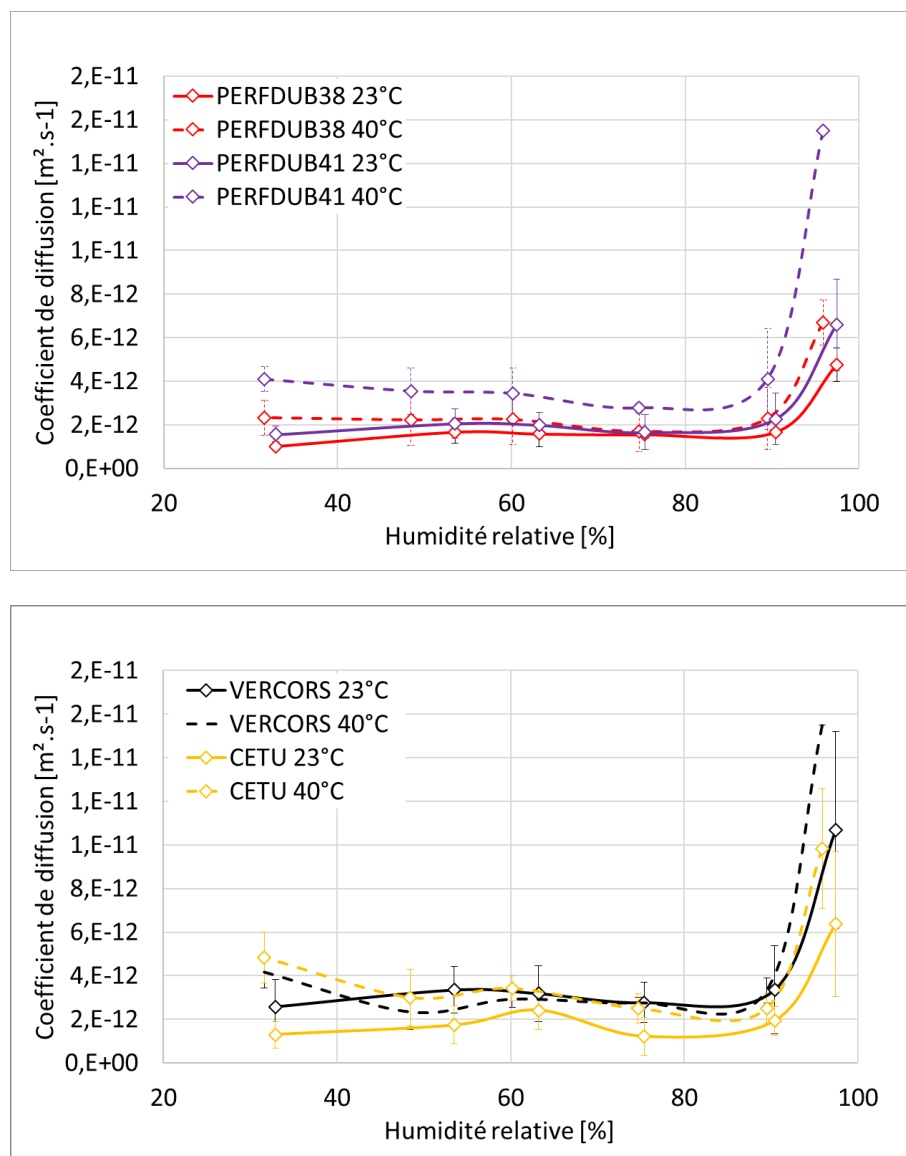 2,E-11
2,E-11
1,E-11
1,E-11
1,E-11
8,E-12
6,E-12
4,E-12
2,E-12
0,E+00
Coefficient de diffusion [m².s-1]
PERFDUB38 23°C
PERFDUB38 40°C
PERFDUB41 23°C
PERFDUB41 40°C
20 40 60 80 100
Humidité relative [%]
2,E-11
2,E-11
1,E-11
1,E-11
1,E-11
8,E-12
6,E-12
4,E-12
2,E-12
0,E+00
Coefficient de diffusion [m².s-1]
VERCORS 23°C
VERCORS 40°C
CETU 23°C
CETU 40°C
20 40 60 80 100
Humidité relative [%]